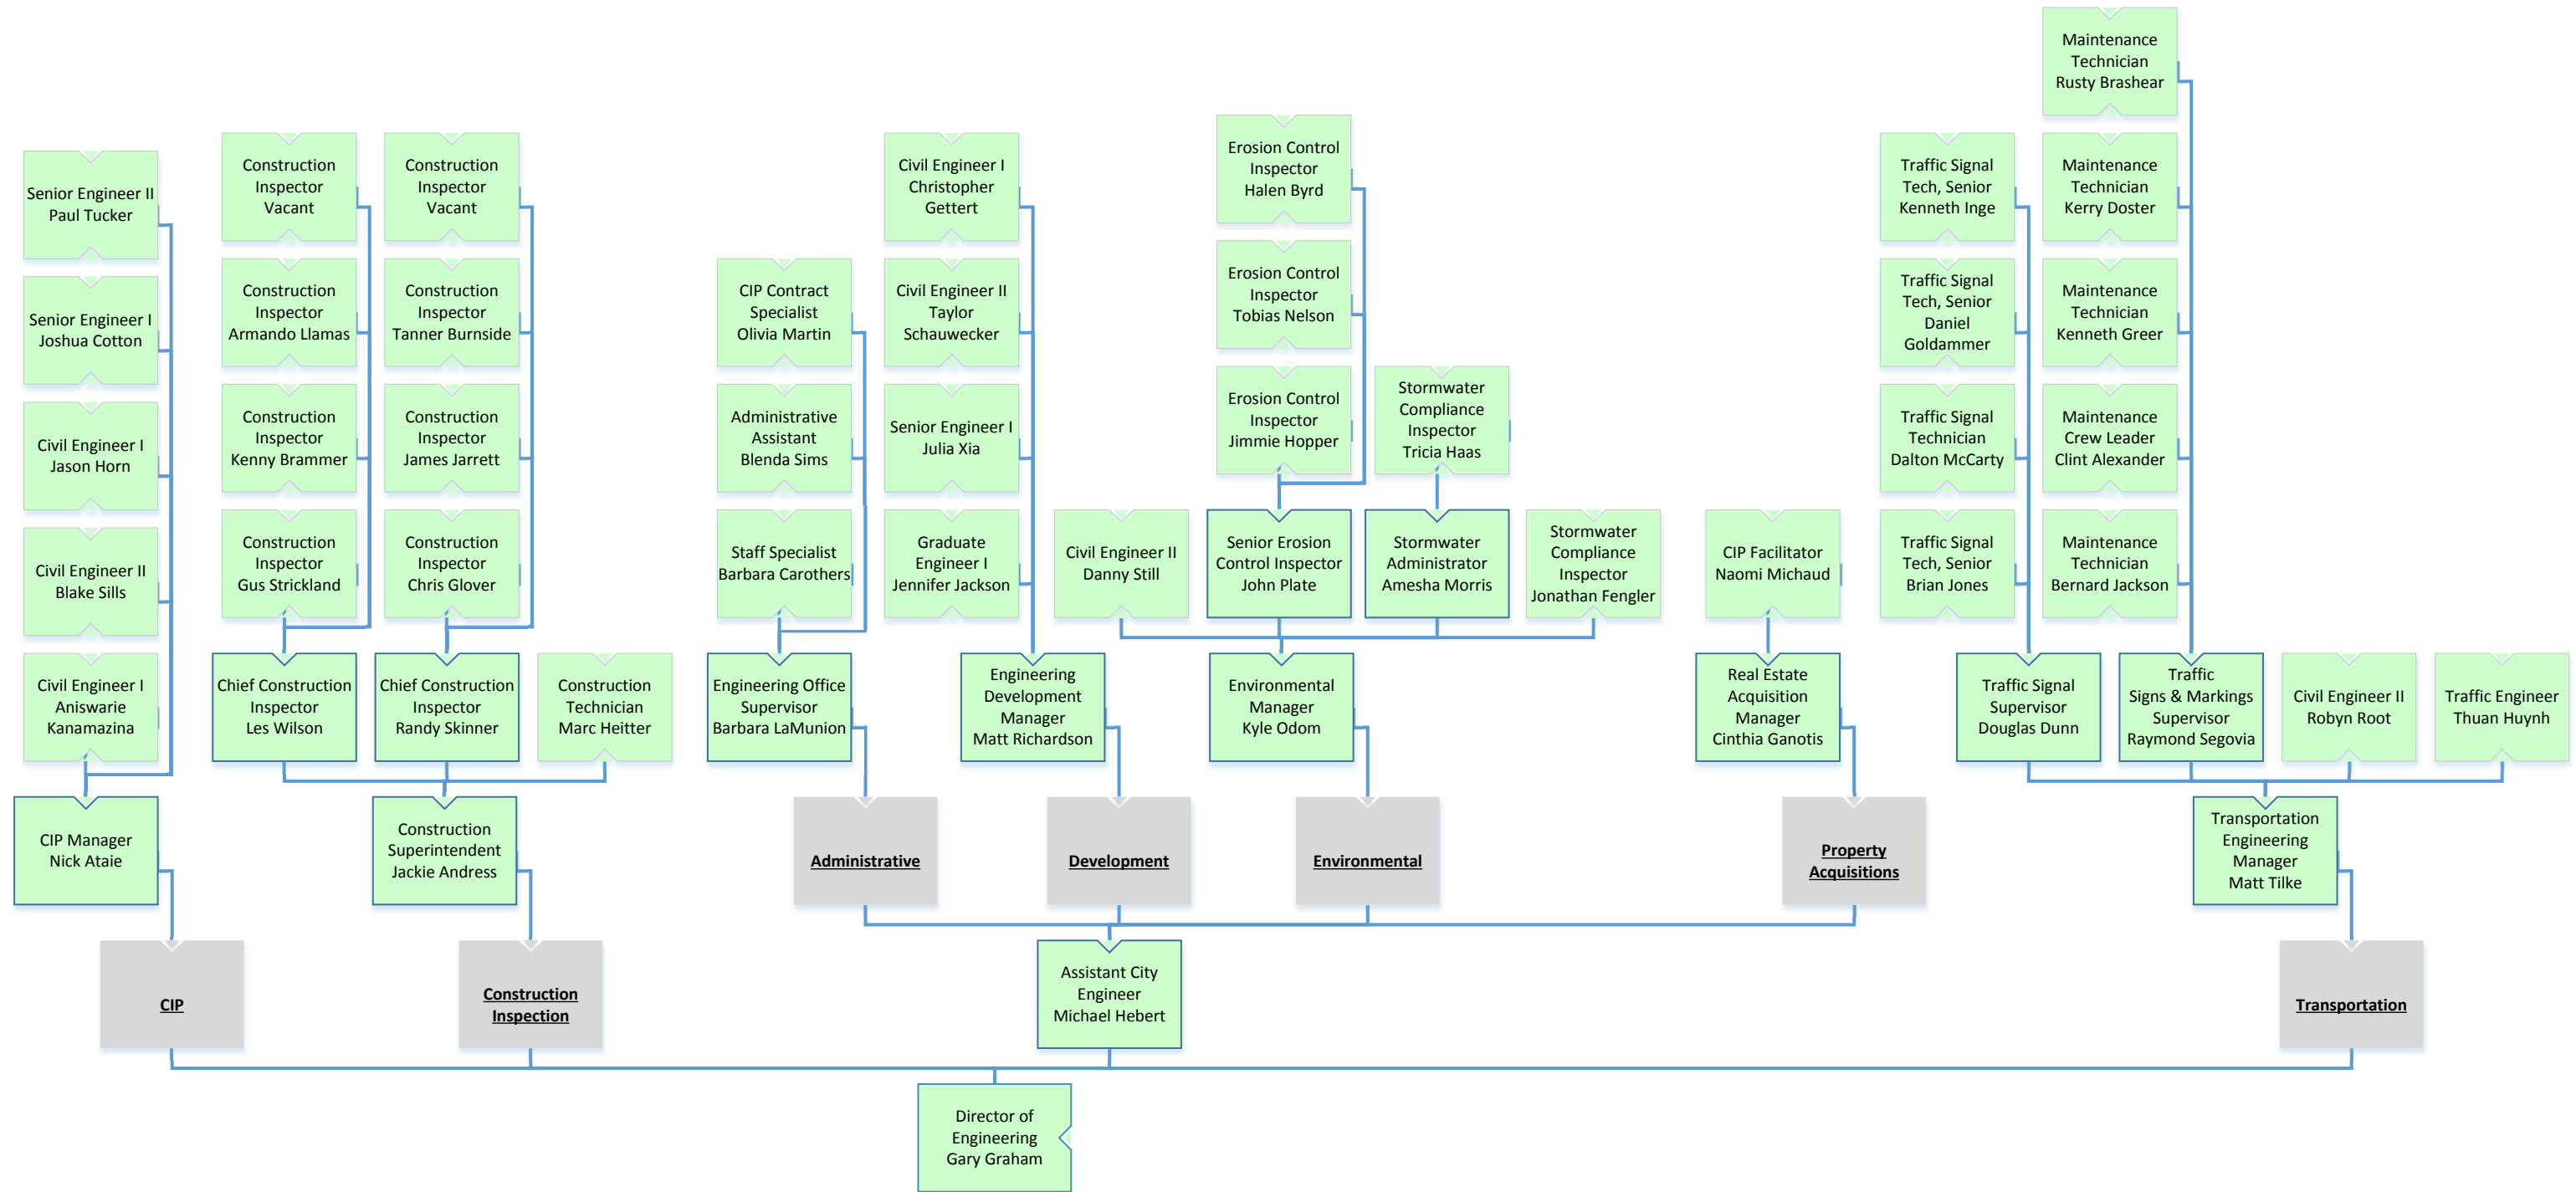 Maintenance
Technician
Rusty Brashear
Senior Engineer II
Paul Tucker
Senior Engineer I
Joshua Cotton
Civil Engineer I
Jason Horn
Civil Engineer II
Blake Sills
Civil Engineer I
Aniswarie
Kanamazina
CIP Manager
Nick Ataie
CIP
Construction
Inspector
Vacant
Construction
Inspector
Armando Llamas
Construction
Inspector
Kenny Brammer
Construction
Inspector
Gus Strickland
Chief Construction
Inspector
Les Wilson
Construction
Inspector
Vacant
Construction
Inspector
Tanner Burnside
Construction
Inspector
James Jarrett
Construction
Inspector
Chris Glover
Chief Construction
Inspector
Randy Skinner
Construction
Technician
Marc Heitter
Construction
Superintendent
Jackie Andress
Construction
Inspection
CIP Contract
Specialist
Olivia Martin
Administrative
Assistant
Blenda Sims
Staff Specialist
Barbara Carothers
Engineering Office
Supervisor
Barbara LaMunion
Administrative
Civil Engineer I
Christopher
Gettert
Civil Engineer II
Taylor
Schauwecker
Senior Engineer I
Julia Xia
Graduate
Engineer I
Jennifer Jackson
Engineering
Development
Manager
Matt Richardson
Development
Erosion Control
Inspector
Halen Byrd
Erosion Control
Inspector
Tobias Nelson
Erosion Control
Inspector
Jimmie Hopper
Stormwater
Compliance
Inspector
Tricia Haas
Civil Engineer II
Danny Still
Senior Erosion
Control Inspector
John Plate
Stormwater
Administrator
Amesha Morris
Stormwater
Compliance
Inspector
Jonathan Fengler
Environmental
Manager
Kyle Odom
Environmental
CIP Facilitator
Naomi Michaud
Real Estate
Acquisition
Manager
Cinthia Ganotis
Property
Acquisitions
Assistant City
Engineer
Michael Hebert
Traffic Signal
Tech, Senior
Kenneth Inge
Traffic Signal
Tech, Senior
Daniel
Goldammer
Traffic Signal
Technician
Dalton McCarty
Traffic Signal
Tech, Senior
Brian Jones
Traffic Signal
Supervisor
Douglas Dunn
Maintenance
Technician
Kerry Doster
Maintenance
Technician
Kenneth Greer
Maintenance
Crew Leader
Clint Alexander
Maintenance
Technician
Bernard Jackson
Traffic
Signs & Markings
Supervisor
Raymond Segovia
Civil Engineer II
Robyn Root
Traffic Engineer
Thuan Huynh
Transportation
Engineering
Manager
Matt Tilke
Transportation
Director of
Engineering
Gary Graham